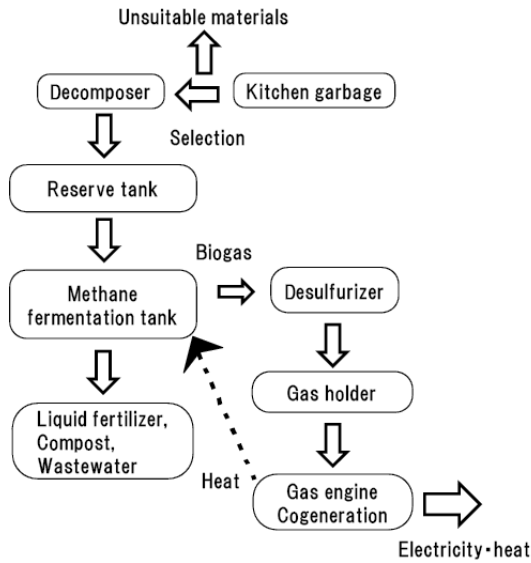 Unsuitable materials
Decomposer
Kitchen garbage
Selection
Reserve tank
Biogas
Methane
fermentation tank
Desulfurizer
Gas holder
Liquid fertilizer,
Compost,
Wastewater
Heat
Gas engine
Cogeneration
Electricity・heat